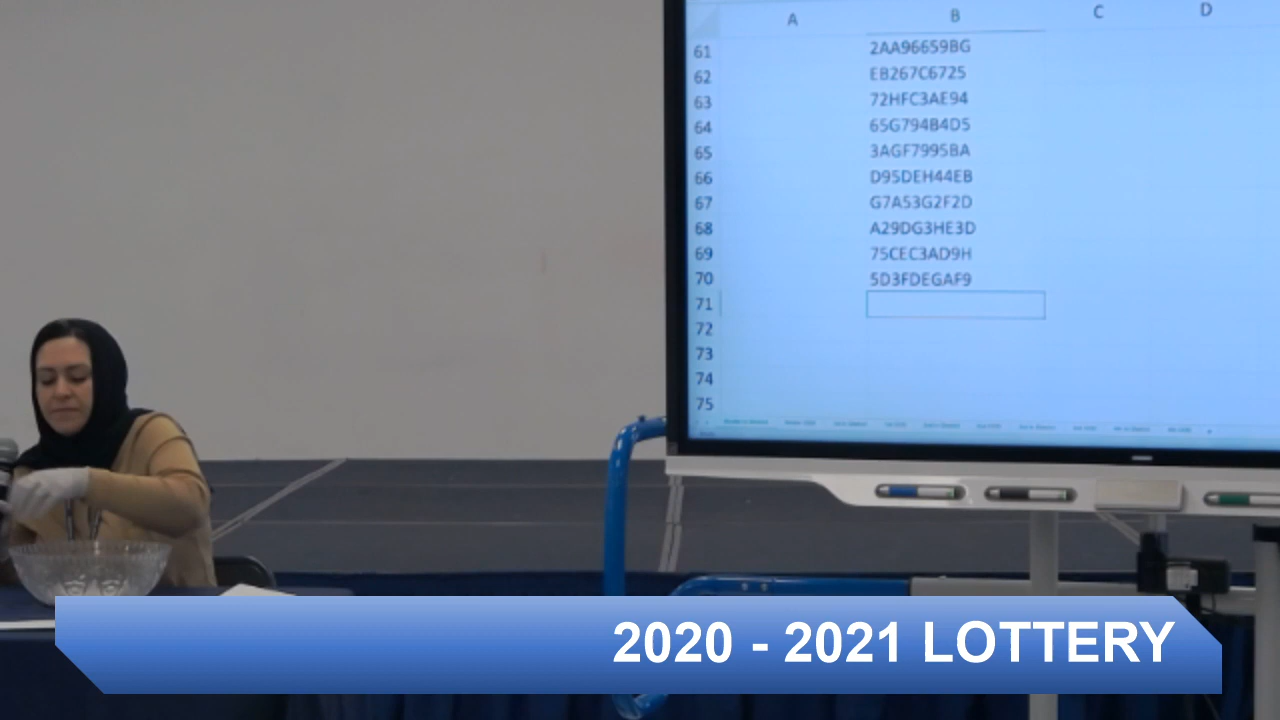 A B C D
61 2AA96659BG
62 EB267C6725
63 72HFC3AE94
64 65G794B4D5
65 3AGF7995BA
66 D95DEH44EB
67 G7A53G2F2D
68 A29DG3HE3D
69 75CEC3AD9H
70 5D3FDEGAF9
71
72
73
74
75
2020 - 2021 LOTTERY